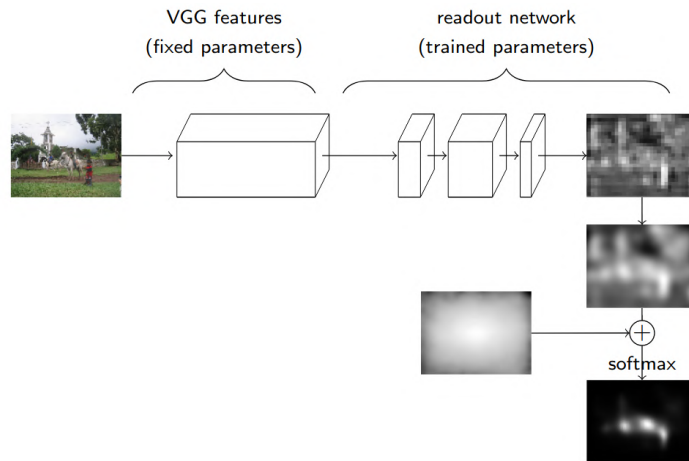 VGG features
(fixed parameters)
readout network
(trained parameters)
+
softmax